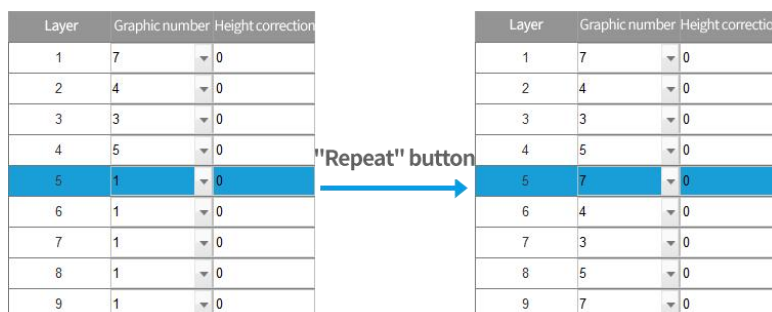 Layer Graphic number Height correction
1 7 0
2 4 0
3 3 0
4 5 0
5 1 0
6 1 0
7 1 0
8 1 0
9 1 0
"Repeat" button
Layer Graphic number Height correctio
1 7 0
2 4 0
3 3 0
4 5 0
5 7 0
6 4 0
7 3 0
8 5 0
9 7 0